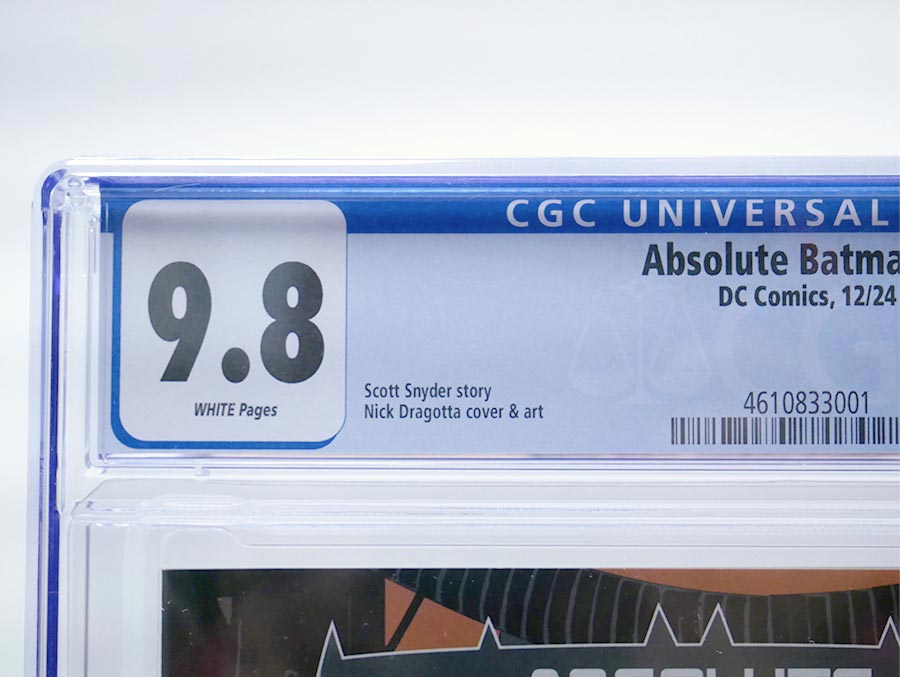 CGC UNIVERSAL
Absolute Batma
DC Comics, 12/24
9.8
WHITE Pages
Scott Snyder story
Nick Dragotta cover & art
4610833001
ABSOLUTE